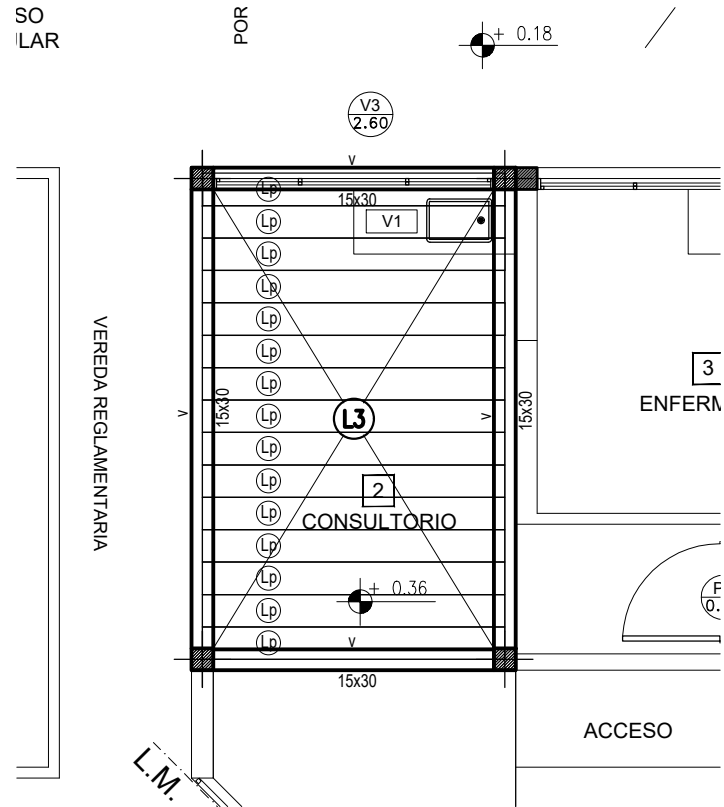 SO
LAR
POR
+ 0.18
V3
2.60
v
Lp
15x30
V1
Lp
Lp
Lp
Lp
VEREDA REGLAMENTARIA
Lp
Lp
3
v
15x30
Lp
L3
v
15x30
ENFERM
Lp
Lp
2
Lp
CONSULTORIO
Lp
Lp
+ 0.36
0.
Lp
v
Lp
15x30
ACCESO
L.M.